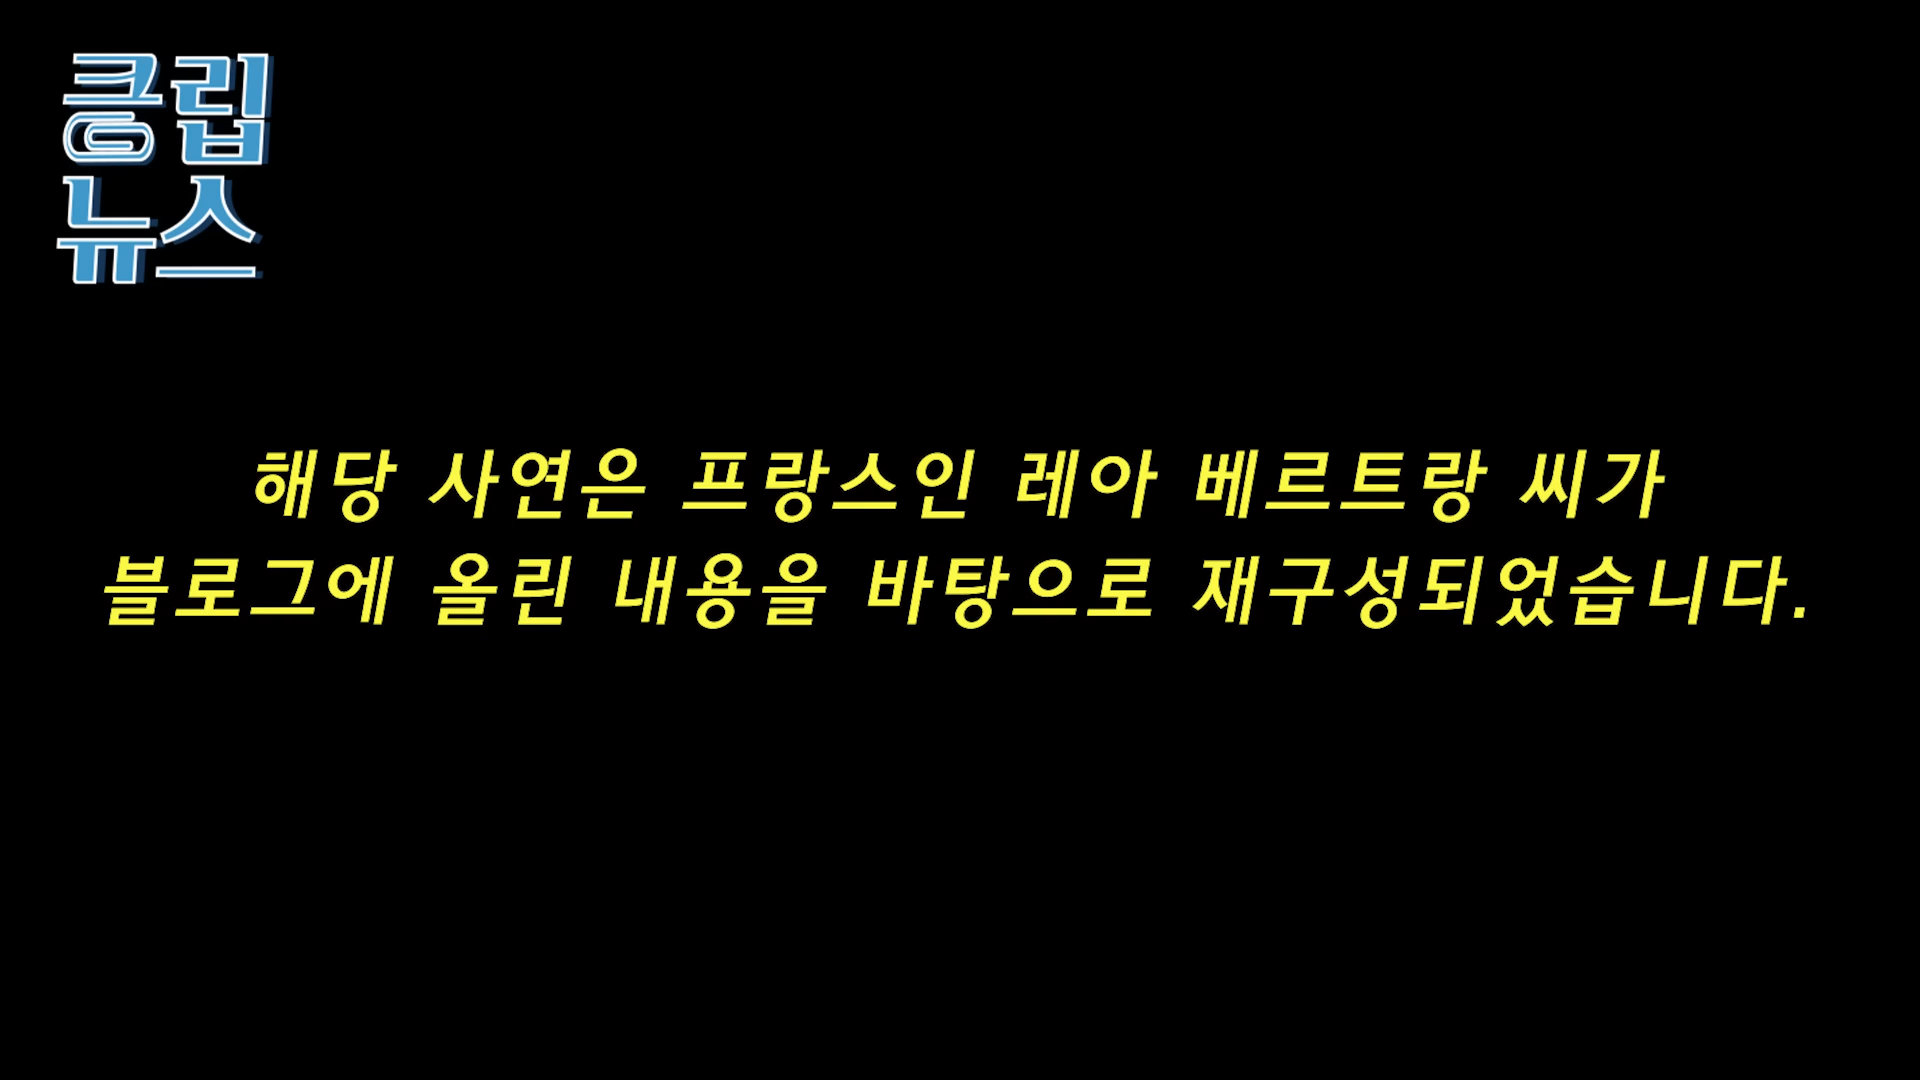 클립
뉴스
해당 사연은 프랑스인 레아 베르트랑 씨가
블로그에 올린 내용을 바탕으로 재구성되었습니다.